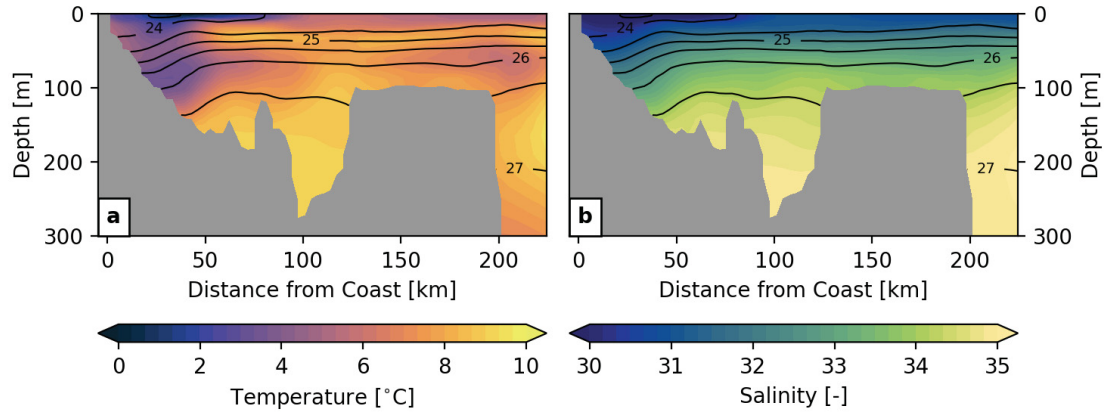 0
100
200
300
Depth [m]
24
25
26
27
a
0 50 100 150 200
Distance from Coast [km]
0 2 4 6 8 10
Temperature [°C]
24
25
26
27
b
0
100
200
300
Depth [m]
0 50 100 150 200
Distance from Coast [km]
30 31 32 33 34 35
Salinity [-]